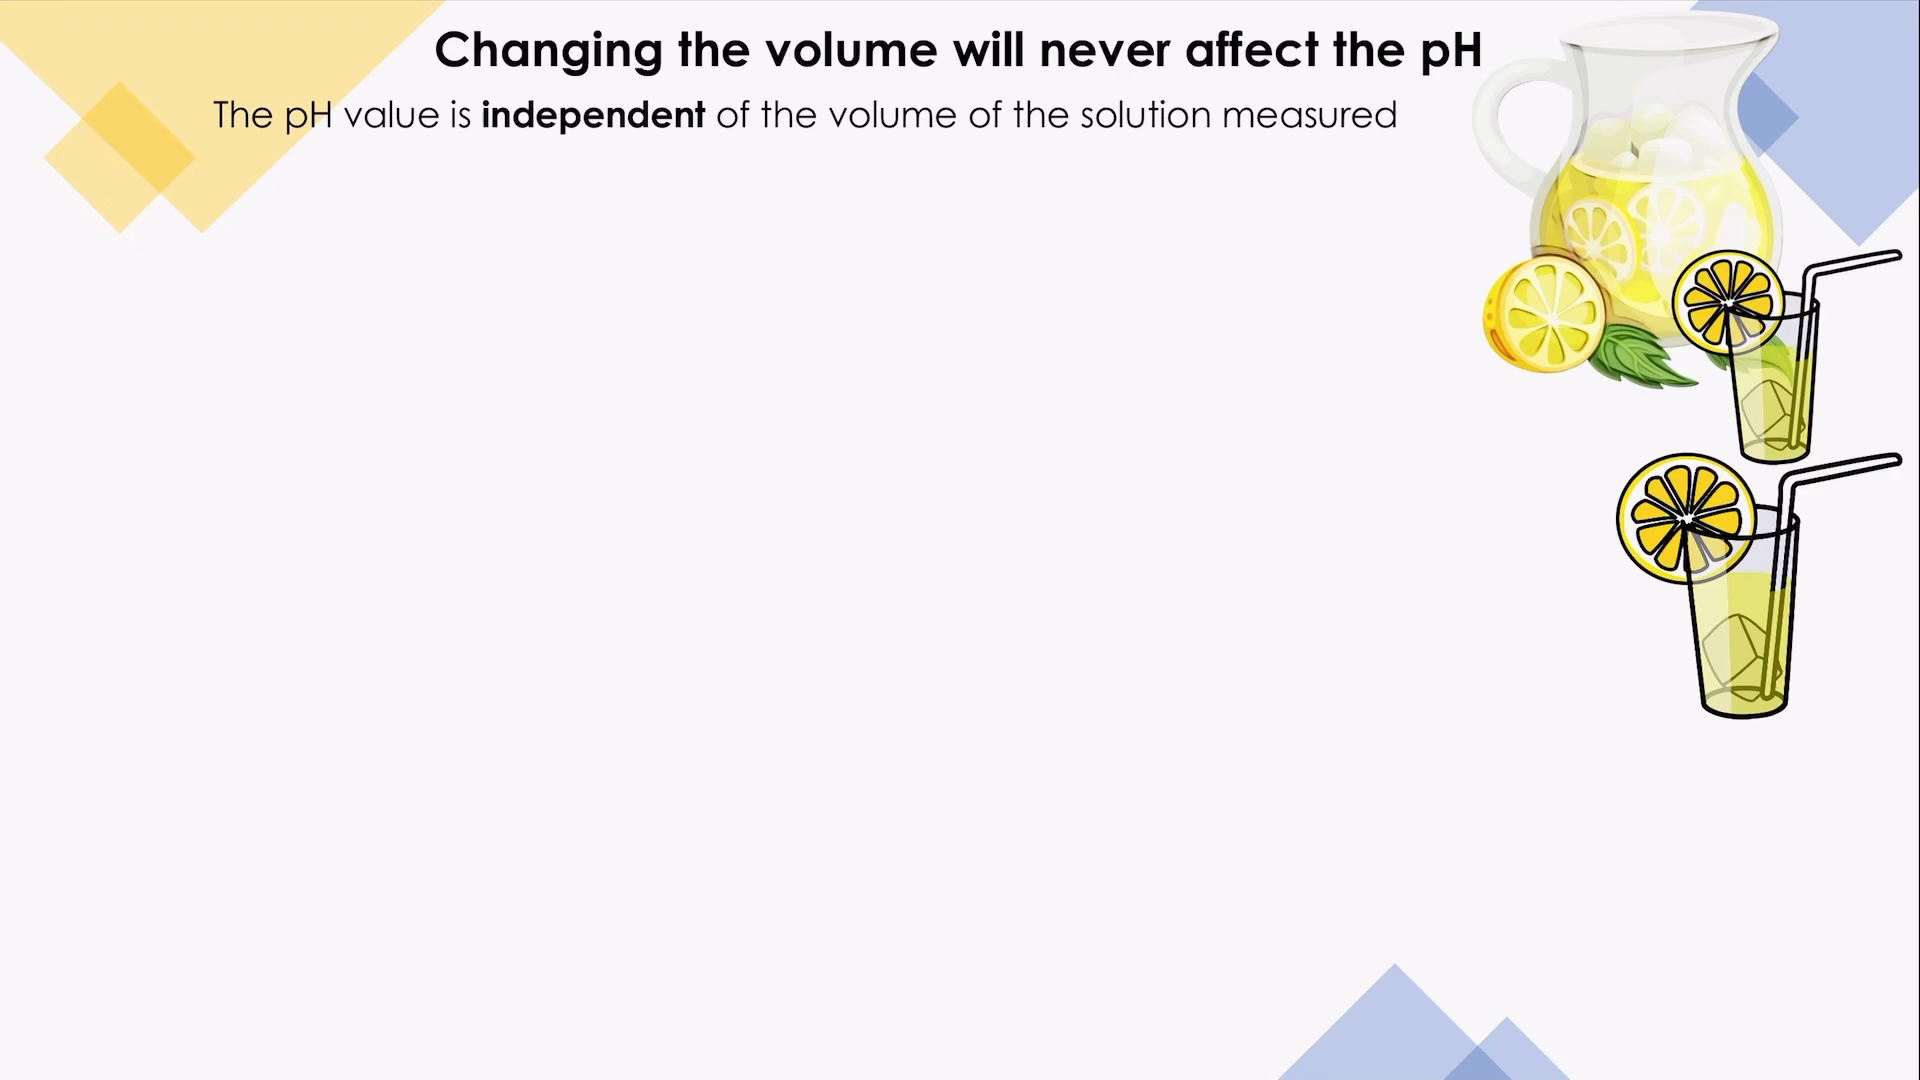 Changing the volume will never affect the pH
The pH value is independent of the volume of the solution measured